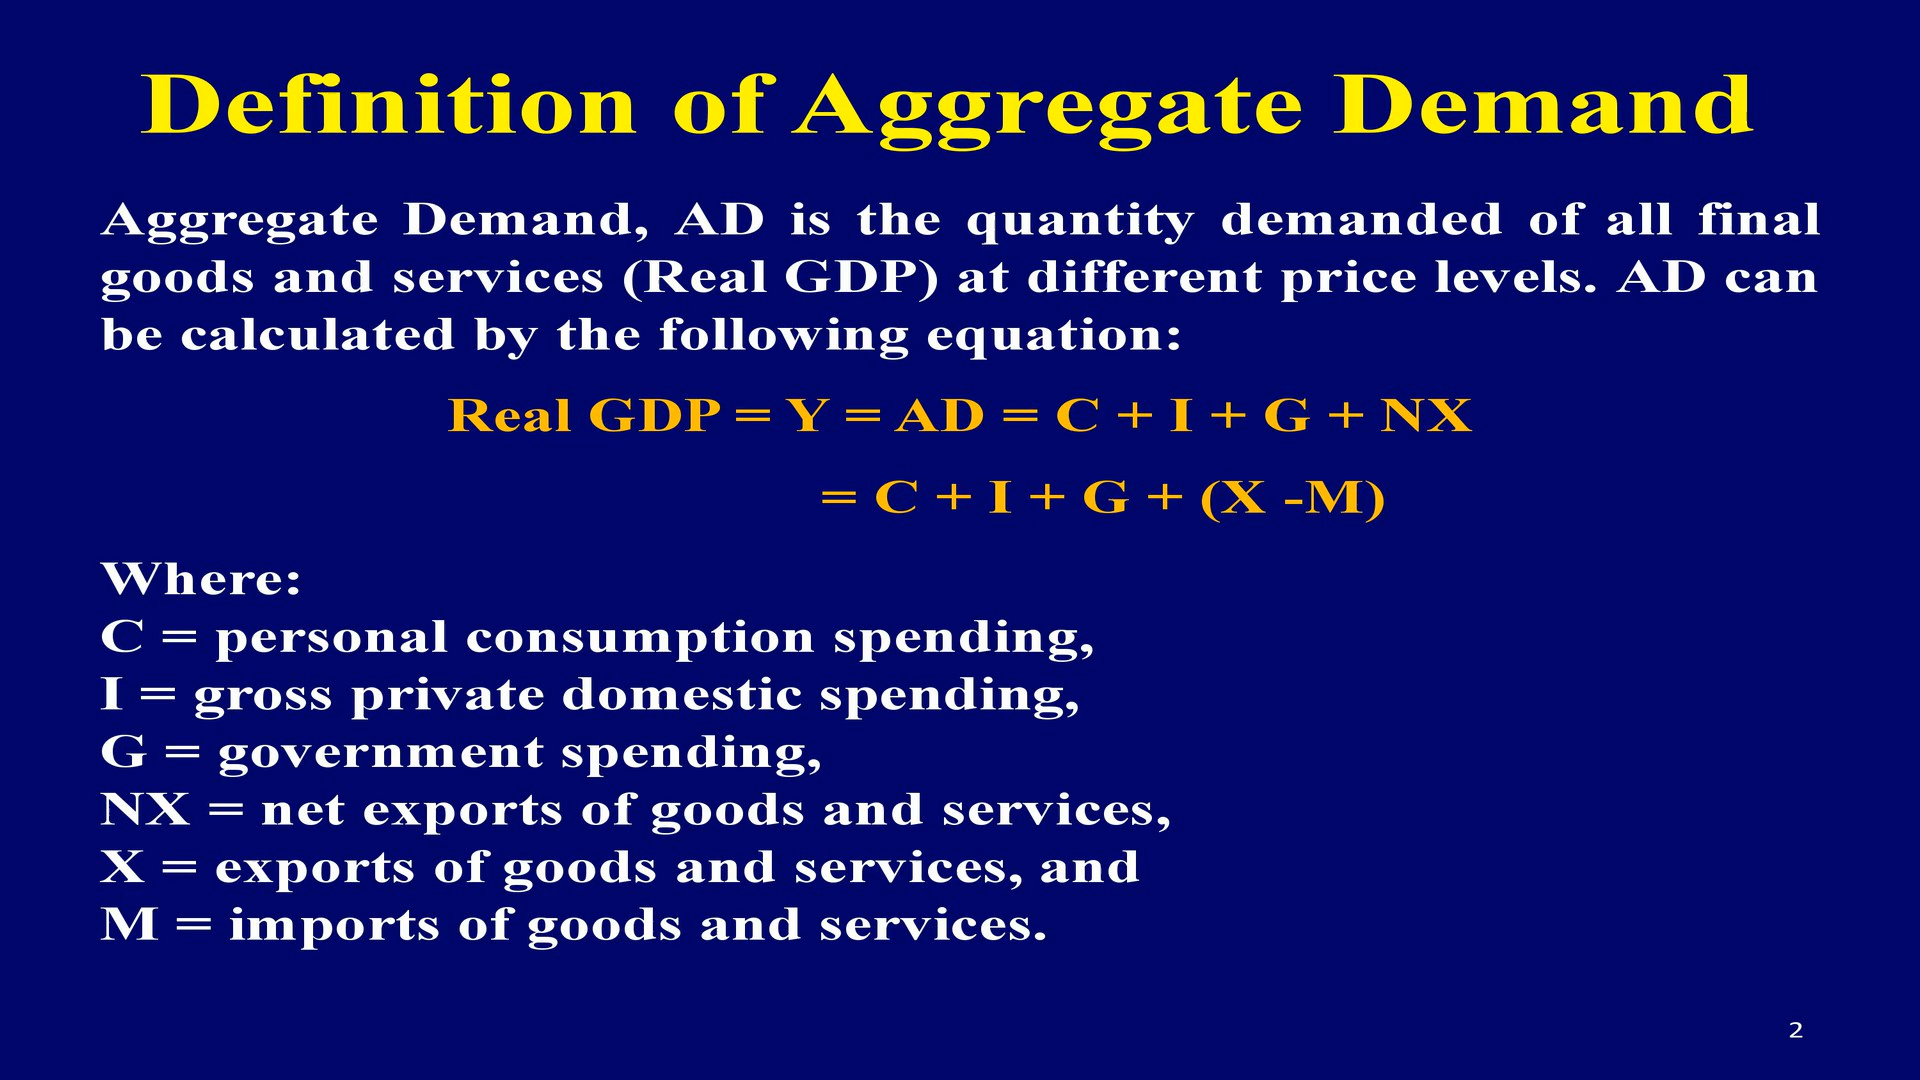 Definition of Aggregate Demand
Aggregate Demand, AD is the quantity demanded of all final
goods and services (Real GDP) at different price levels. AD can
be calculated by the following equation:
Real GDP = Y = AD = C + I + G + NX
= C + I + G + (X -M)
Where:
C = personal consumption spending,
I = gross private domestic spending,
G = government spending,
NX = net exports of goods and services,
X = exports of goods and services, and
M = imports of goods and services.
2